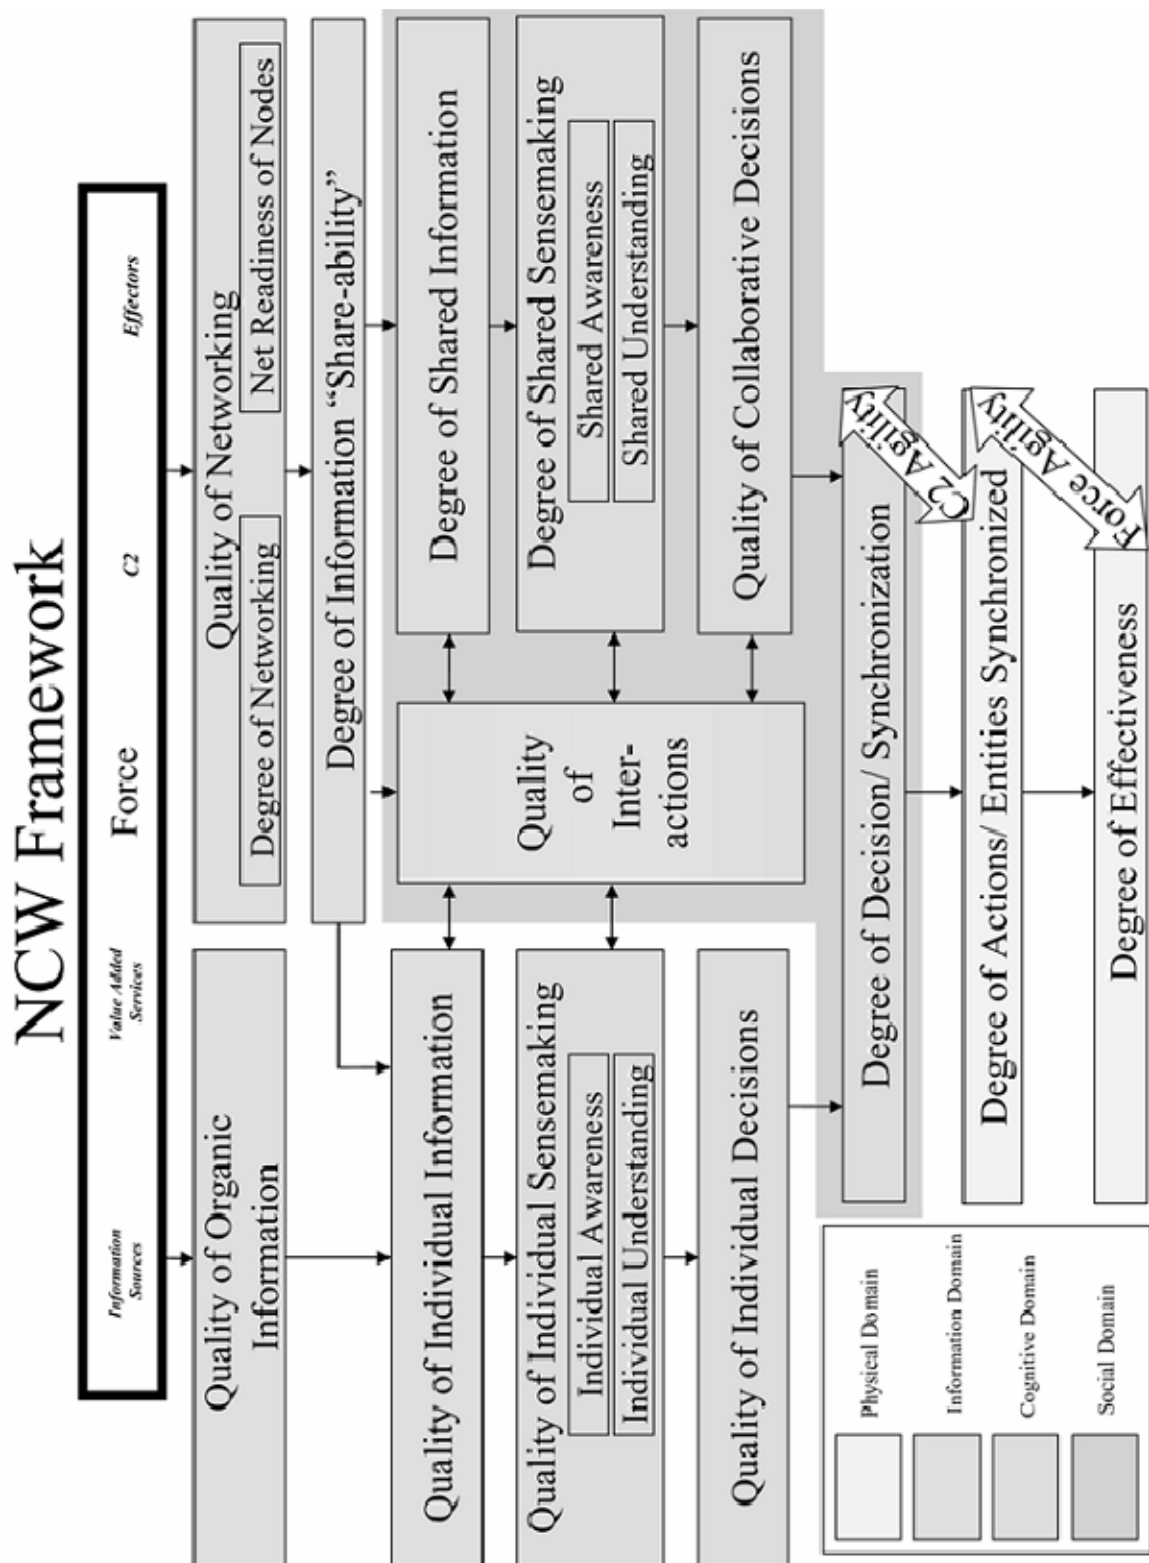 NCW Framework
Information
Sources
Value Added
Services
Force
C2
Effectors
Quality of Organic
Information
Quality of Networking
Degree of Networking
Net Readiness of Nodes
Degree of Information “Share-ability”
Quality of Individual Information
Quality
of
Inter-
actions
Degree of Shared Information
Quality of Individual Sensemaking
Individual Awareness
Individual Understanding
Degree of Shared Sensemaking
Shared Awareness
Shared Understanding
Quality of Individual Decisions
Quality of Collaborative Decisions
Degree of Decision/ Synchronization
C2 Agility
Degree of Actions/ Entities Synchronized
Force Agility
Degree of Effectiveness
Physical Domain
Information Domain
Cognitive Domain
Social Domain